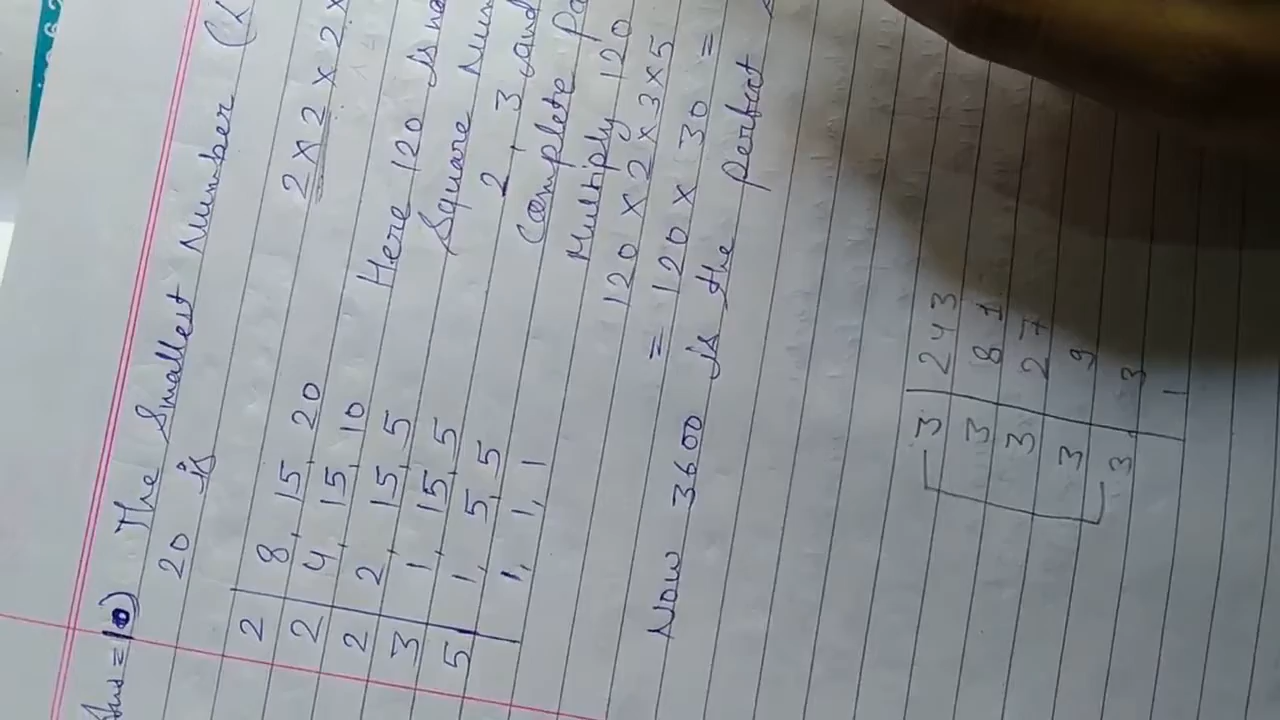 Ans = 10) The Smallest Number
20 is
2 | 8, 15, 20
2 | 4, 15, 10
2 | 2, 15, 5
3 | 1, 15, 5
5 | 1, 5, 5
1, 1, 1
2 × 2 × 2 ×
Here 120 is
Square
2, 3 and
Complete
Multiply 120
120 × 2 × 3 × 5
= 120 × 30 =
Now 3600 is the perfect
3 | 243
3 | 81
3 | 27
3 | 9
3 | 3
1